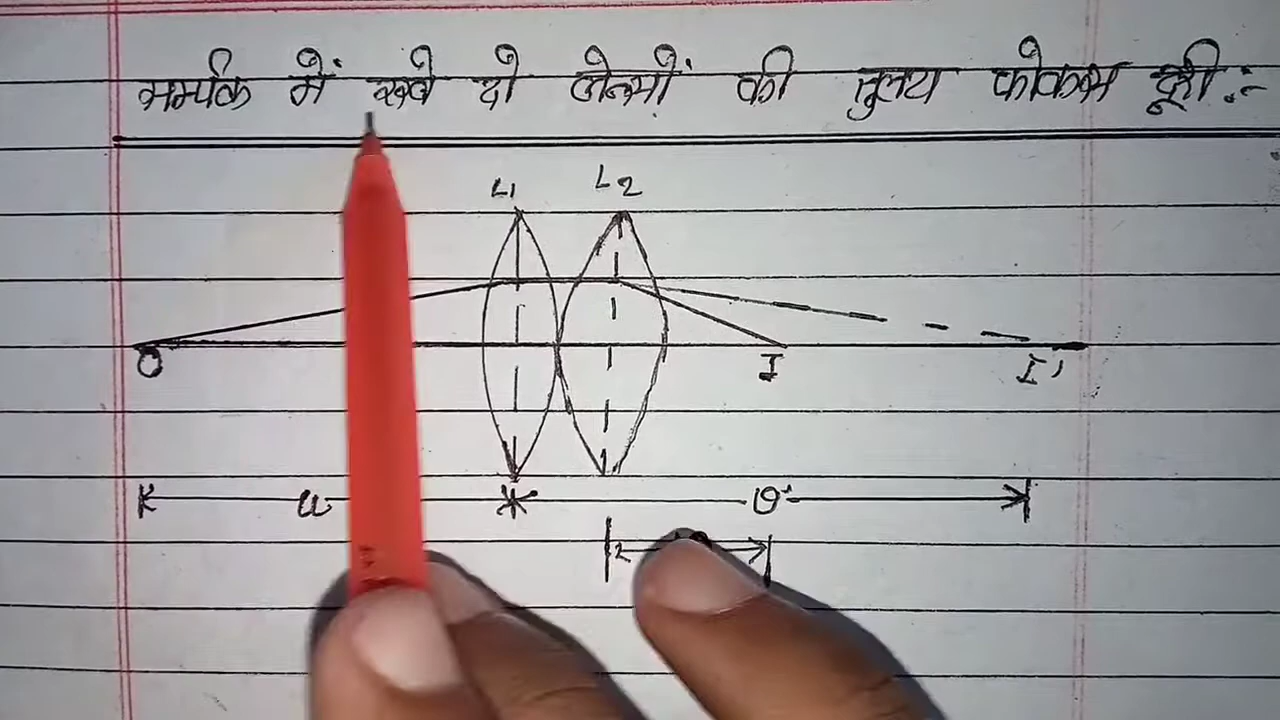 सम्पर्क में रखे दो लेन्सों की तुल्य फोकस दूरी :-
L1 L2
O I I'
u v'